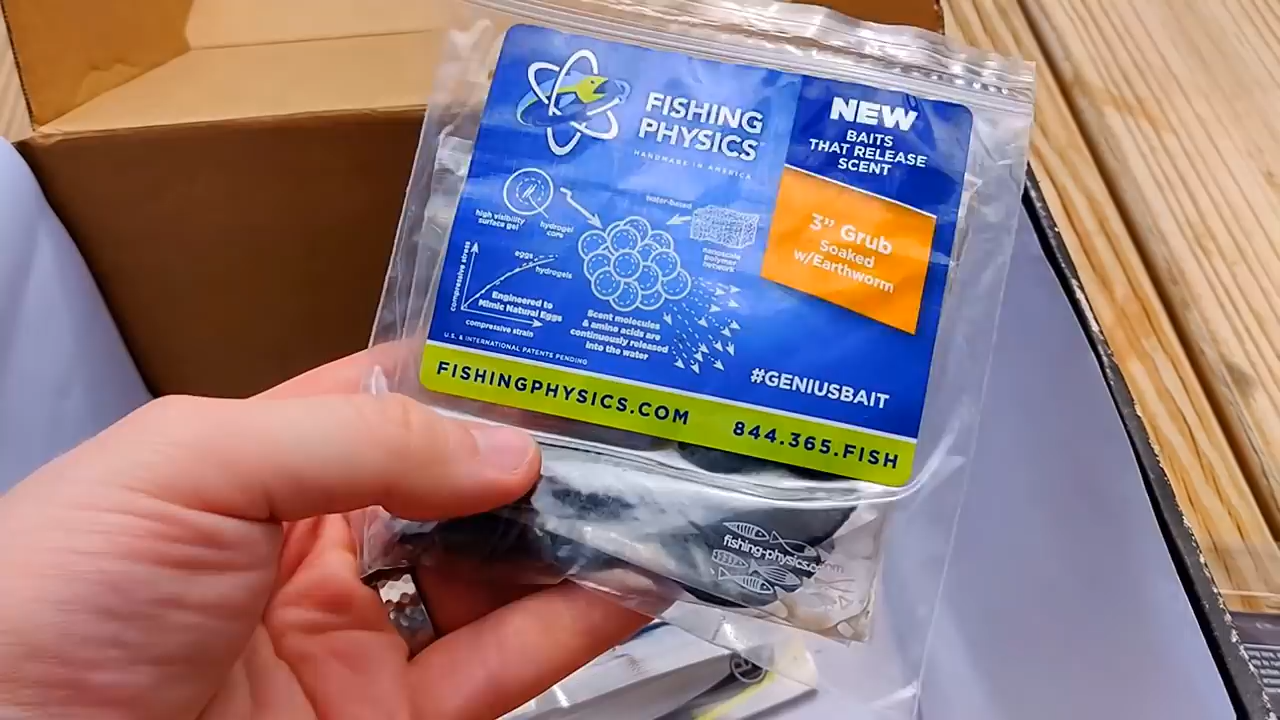 FISHING
PHYSICS
HANDMADE IN AMERICA
NEW
BAITS
THAT RELEASE
SCENT
3” Grub
Soaked
w/Earthworm
high visibility
surface gel
hydrogel
core
water-based
nanoscale
polymer
network
compressive stress
eggs
hydrogels
Engineered to
Mimic Natural Eggs
compressive strain
Scent molecules
& amino acids are
continuously released
into the water
U.S. & INTERNATIONAL PATENTS PENDING
#GENIUSBAIT
FISHINGPHYSICS.COM 844.365.FISH
fishing-physics.com